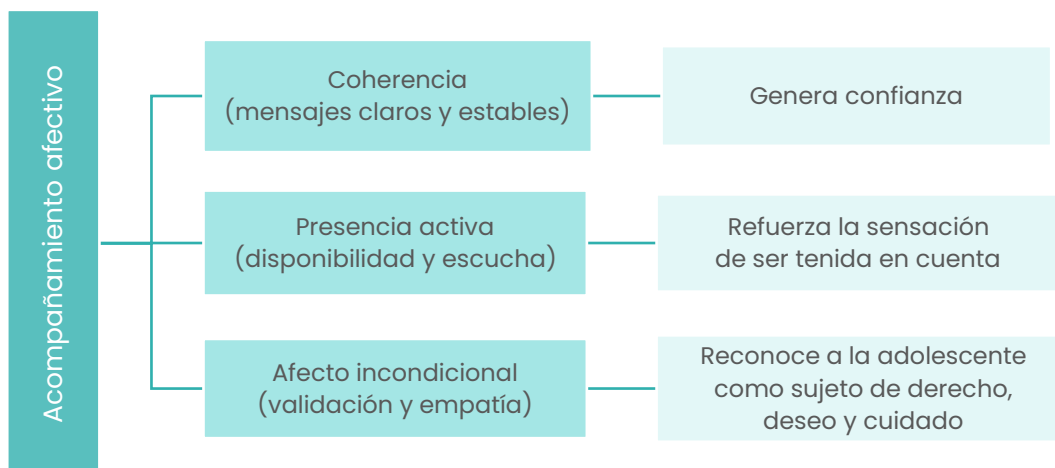 Acompañamiento afectivo
Coherencia
(mensajes claros y estables)
Genera confianza
Presencia activa
(disponibilidad y escucha)
Refuerza la sensación
de ser tenida en cuenta
Afecto incondicional
(validación y empatía)
Reconoce a la adolescente
como sujeto de derecho,
deseo y cuidado